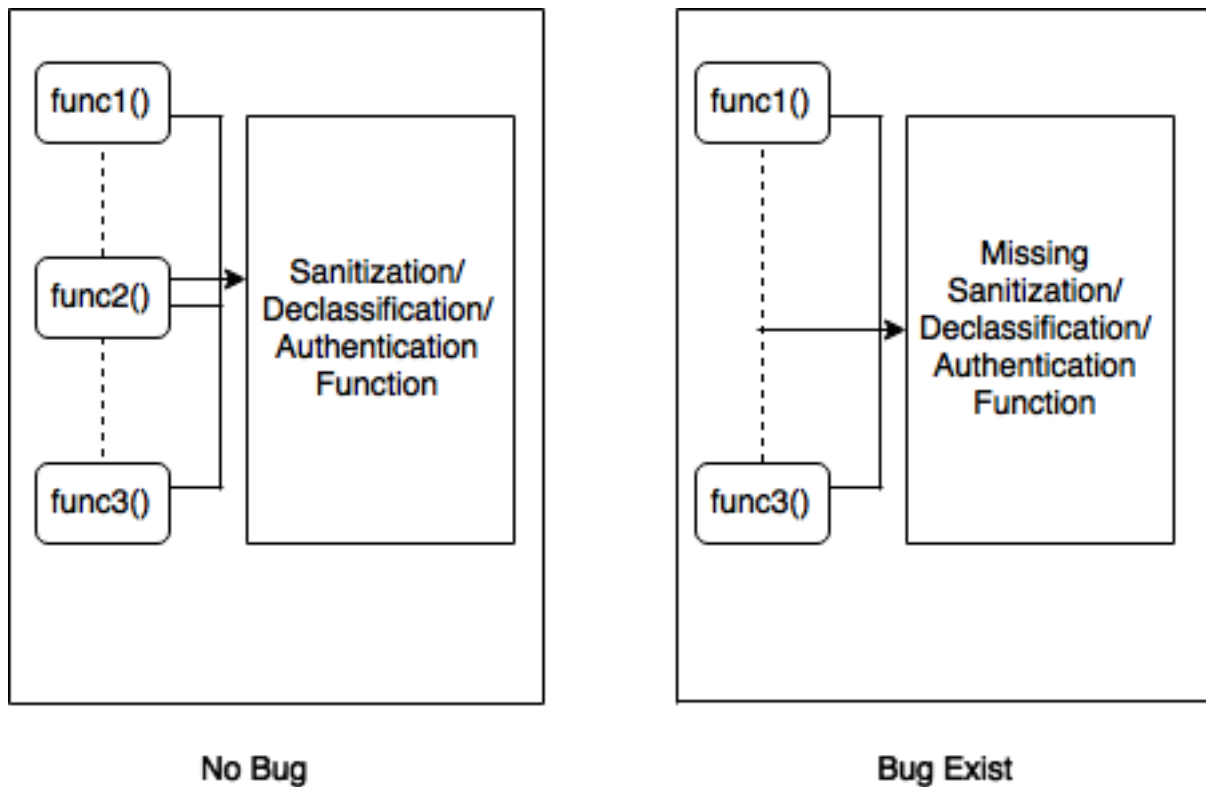 func1()
func2()
func3()
Sanitization/
Declassification/
Authentication
Function
No Bug
func1()
func3()
Missing
Sanitization/
Declassification/
Authentication
Function
Bug Exist